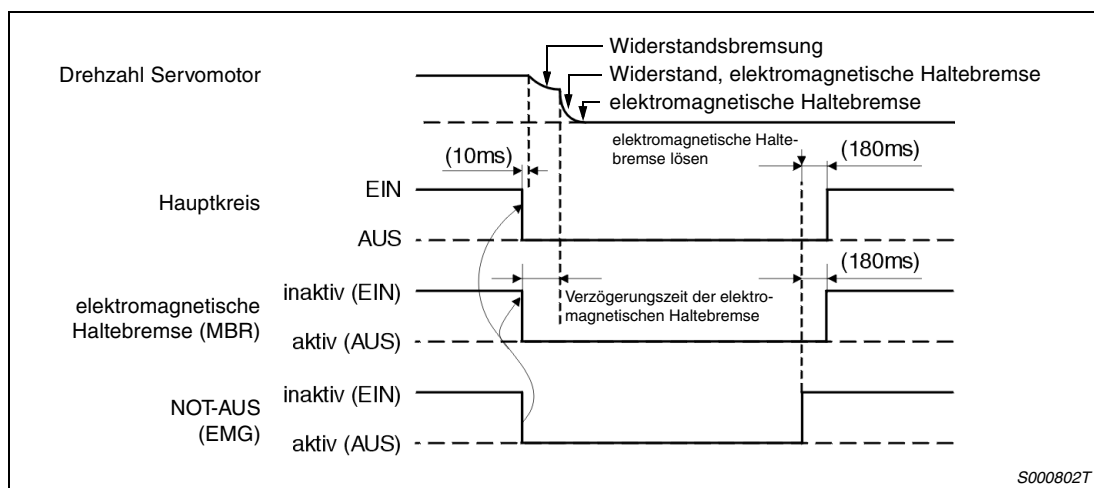 Widerstandsbremsung
Drehzahl Servomotor
Widerstand, elektromagnetische Haltebremse
elektromagnetische Haltebremse
elektromagnetische Halte-
bremse lösen
(10ms)
(180ms)
Hauptkreis
EIN
AUS
(180ms)
elektromagnetische
Haltebremse (MBR)
inaktiv (EIN)
Verzögerungszeit der elektro-
magnetischen Haltebremse
aktiv (AUS)
NOT-AUS
(EMG)
inaktiv (EIN)
aktiv (AUS)
S000802T